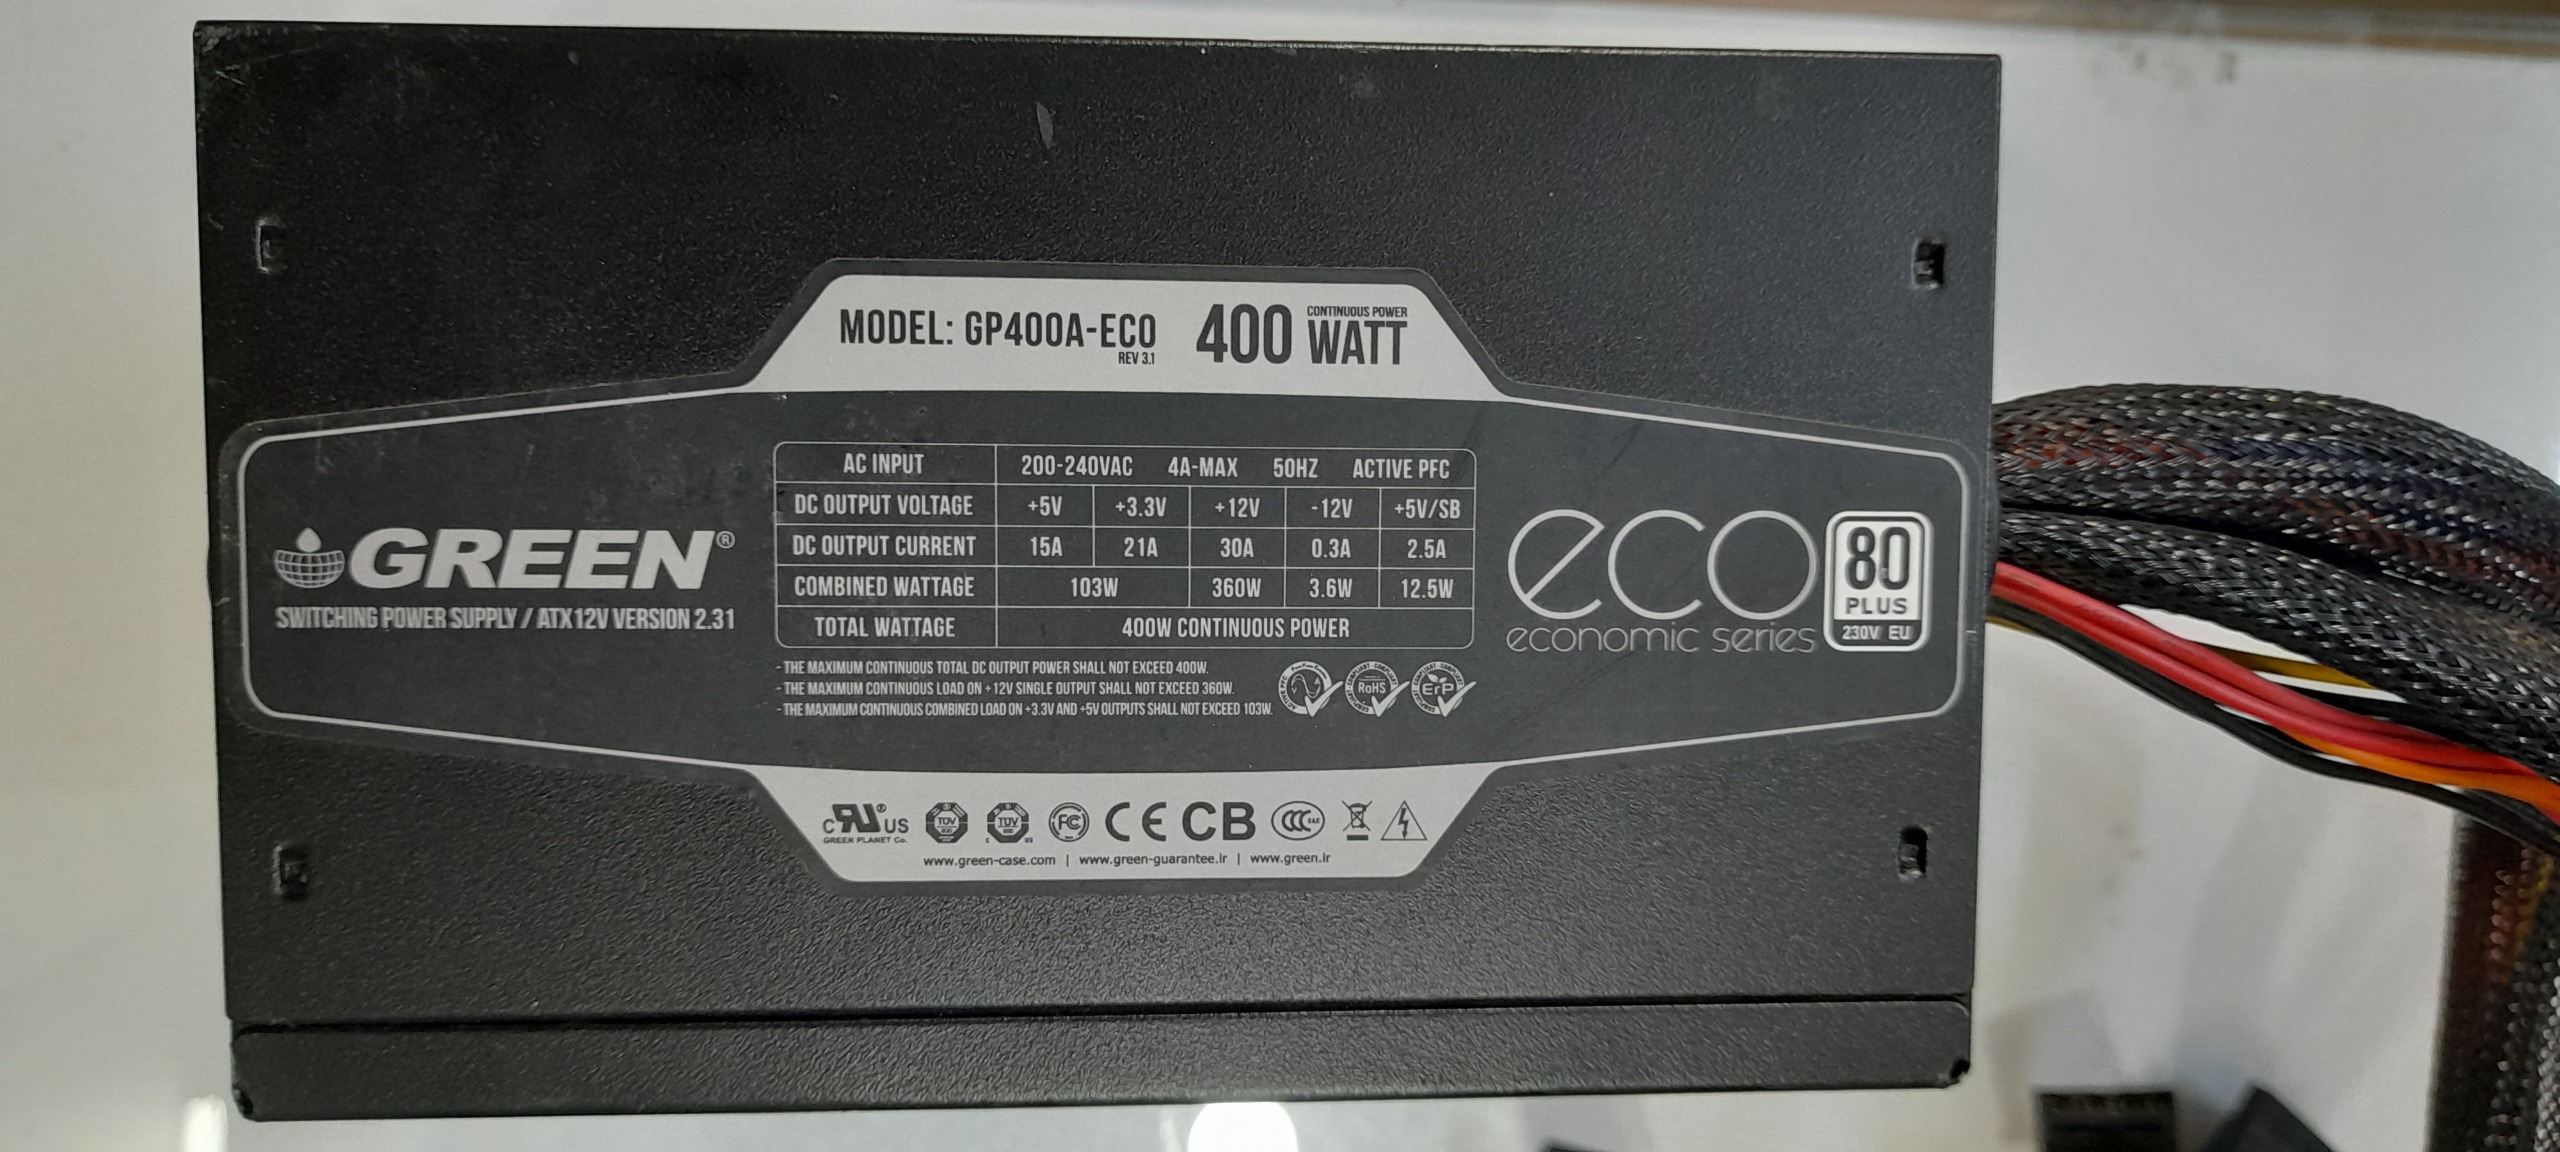 MODEL: GP400A-ECO
REV 3.1
400 CONTINUOUS POWER WATT
GREEN®
SWITCHING POWER SUPPLY / ATX12V VERSION 2.31
AC INPUT 200-240VAC 4A-MAX 50HZ ACTIVE PFC
DC OUTPUT VOLTAGE +5V +3.3V +12V -12V +5V/SB
DC OUTPUT CURRENT 15A 21A 30A 0.3A 2.5A
COMBINED WATTAGE 103W 360W 3.6W 12.5W
TOTAL WATTAGE 400W CONTINUOUS POWER
- THE MAXIMUM CONTINUOUS TOTAL DC OUTPUT POWER SHALL NOT EXCEED 400W.
- THE MAXIMUM CONTINUOUS LOAD ON +12V SINGLE OUTPUT SHALL NOT EXCEED 360W.
- THE MAXIMUM CONTINUOUS COMBINED LOAD ON +3.3V AND +5V OUTPUTS SHALL NOT EXCEED 103W.
RoHS
ErP
eco
economic series
80
PLUS
230V EU
c RU® US
GREEN PLANET Co.
TÜV
TÜV
FC
CE
CB
CCC
www.green-case.com | www.green-guarantee.ir | www.green.ir